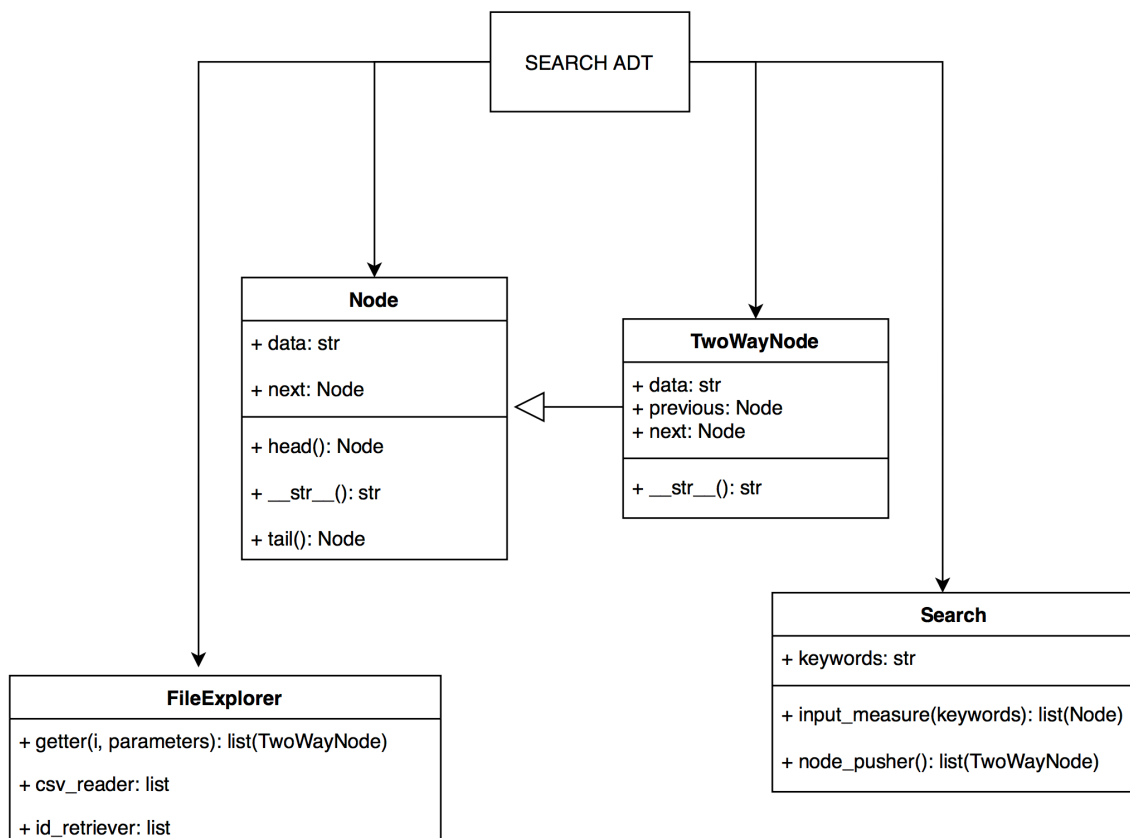 SEARCH ADT
Node
+ data: str
+ next: Node
+ head(): Node
+ __str__(): str
+ tail(): Node
TwoWayNode
+ data: str
+ previous: Node
+ next: Node
+ __str__(): str
Search
+ keywords: str
+ input_measure(keywords): list(Node)
+ node_pusher(): list(TwoWayNode)
FileExplorer
+ getter(i, parameters): list(TwoWayNode)
+ csv_reader: list
+ id_retriever: list